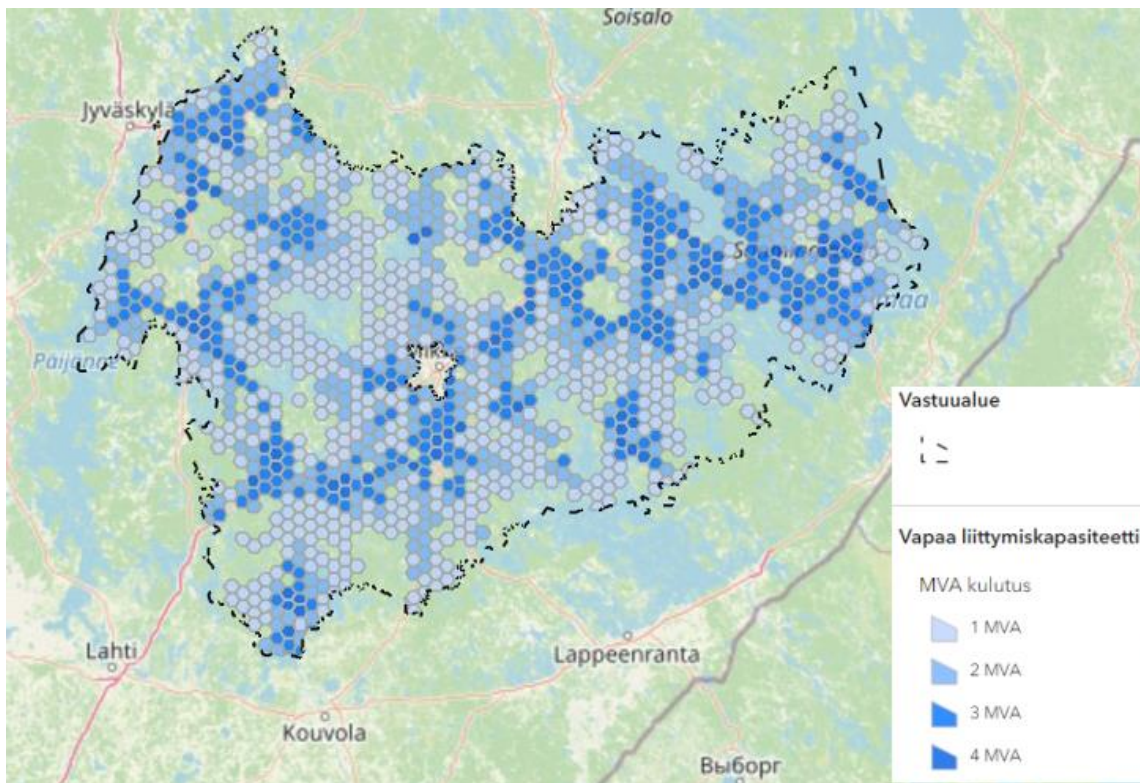 Soisalo
Jyväskylä
Päijänne
Lahti
Kouvola
Lappeenranta
Выборг
Vastuualue
Vapaa liittymiskapasiteetti
MVA kulutus
1 MVA
2 MVA
3 MVA
4 MVA